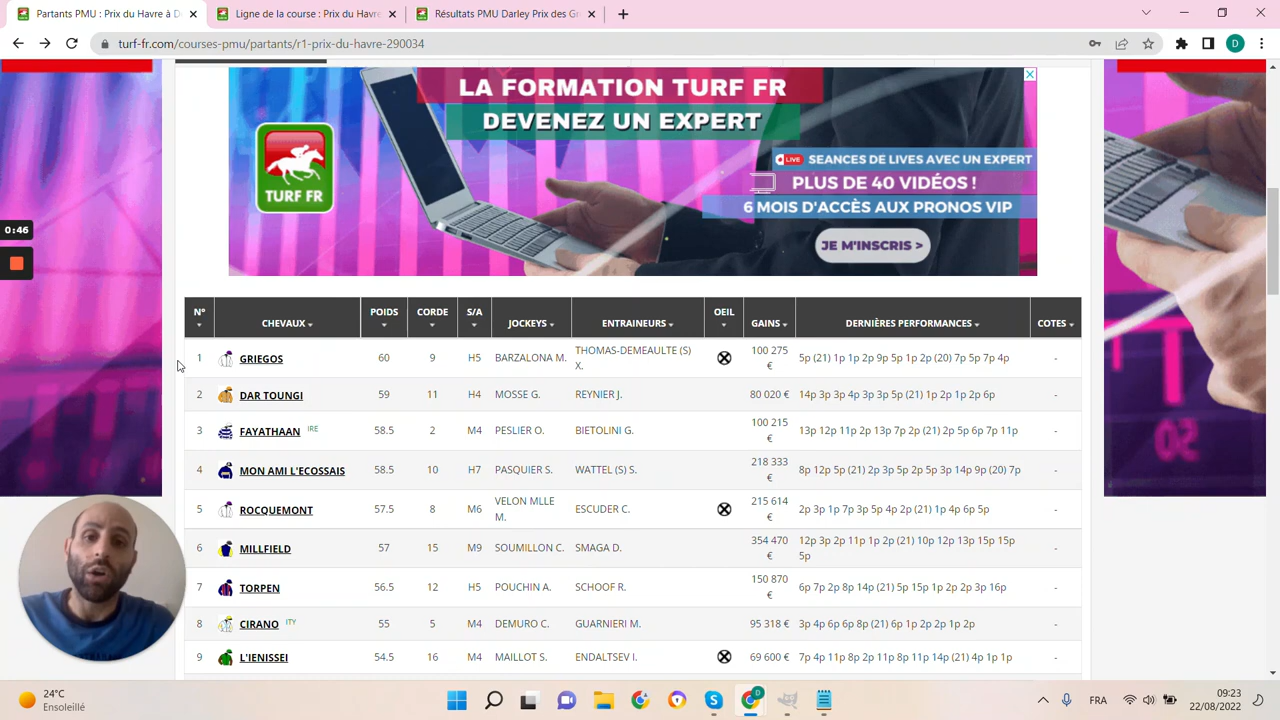 Partants PMU : Prix du Havre à D
Ligne de la course : Prix du Havre
Résultats PMU Darley Prix des Gr
turf-fr.com/courses-pmu/partants/r1-prix-du-havre-290034
D
LA FORMATION TURF FR
DEVENEZ UN EXPERT
LIVE SEANCES DE LIVES AVEC UN EXPERT
PLUS DE 40 VIDÉOS !
6 MOIS D'ACCÈS AUX PRONOS VIP
JE M'INSCRIS >
TURF FR
0:46
N° CHEVAUX POIDS CORDE S/A JOCKEYS ENTRAINEURS OEIL GAINS DERNIÈRES PERFORMANCES COTES
1 GRIEGOS 60 9 H5 BARZALONA M. THOMAS-DEMEAULTE (S) X. 100 275 € 5p (21) 1p 1p 2p 9p 5p 1p 2p (20) 7p 5p 7p 4p -
2 DAR TOUNGI 59 11 H4 MOSSE G. REYNIER J. 80 020 € 14p 3p 3p 4p 3p 3p 5p (21) 1p 2p 1p 2p 6p -
3 FAYATHAAN IRE 58.5 2 M4 PESLIER O. BIETOLINI G. 100 215 € 13p 12p 11p 2p 13p 7p 2p (21) 2p 5p 6p 7p 11p -
4 MON AMI L'ECOSSAIS 58.5 10 H7 PASQUIER S. WATTEL (S) S. 218 333 € 8p 12p 5p (21) 2p 3p 5p 2p 5p 3p 14p 9p (20) 7p -
5 ROCQUEMONT 57.5 8 M6 VELON MLLE M. ESCUDER C. 215 614 € 2p 3p 1p 7p 3p 5p 4p 2p (21) 1p 4p 6p 5p -
6 MILLFIELD 57 15 M9 SOUMILLON C. SMAGA D. 354 470 € 12p 3p 2p 11p 1p 2p (21) 10p 12p 13p 15p 15p 5p -
7 TORPEN 56.5 12 H5 POUCHIN A. SCHOOF R. 150 870 € 6p 7p 2p 8p 14p (21) 5p 15p 1p 2p 2p 3p 16p -
8 CIRANO ITY 55 5 M4 DEMURO C. GUARNIERI M. 95 318 € 3p 4p 6p 6p 8p (21) 6p 1p 2p 2p 1p 2p -
9 L'IENISSEI 54.5 16 M4 MAILLOT S. ENDALTSEV I. 69 600 € 7p 4p 11p 8p 2p 11p 8p 11p 14p (21) 4p 1p 1p -
24°C
Ensoleillé
D
FRA
09:23
22/08/2022